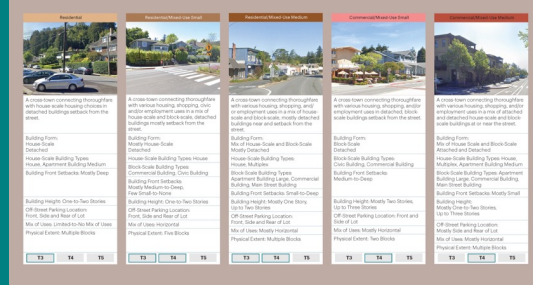 Residential
A cross-town connecting thoroughfare
with house scale housing choices in
detached buildings setback from the
street.
Building Form:
House-Scale
Detached
House-Scale Building Types:
House, Apartment Building Medium
Building Front Setbacks: Mostly Deep
Building Height: One-to-Two Stories
Off-Street Parking Location:
Front, Side and Rear of Lot
Mix of Uses: Limited-to-No Mix of Uses
Physical Extent: Multiple Blocks
T3 T4 T5
Residential/Mixed Use Small
A cross-town connecting thoroughfare
with various housing, shopping, civic
and/or employment uses in a mix of
house-scale and block-scale, mostly
detached buildings setback from the
street.
Building Form:
Mostly House-Scale
Detached
House-Scale Building Types: House
Block-Scale Building Types:
Commercial Building, Civic Building
Building Front Setbacks:
Mostly Medium-to-Deep,
Few Small-to-None
Building Height: One-to-Two Stories
Off-Street Parking Location:
Front, Side and Rear of Lot
Mix of Uses: Horizontal
Physical Extent: Five Blocks
T3 T4 T5
Residential/Mixed Use Medium
A cross-town connecting thoroughfare
with various housing, shopping, and/
or employment uses in a mix of house-
scale and block-scale, mostly detached
buildings near and setback from the
street.
Building Form:
Mix of House-Scale and Block-Scale
Mostly Detached
House-Scale Building Types:
House, Multiplex
Block-Scale Building Types:
Apartment Building Large, Commercial
Building, Main Street Building
Building Front Setbacks: Small-to-Deep
Building Height: Mostly One Story,
Up to Two Stories
Off-Street Parking Location:
Front, Side and Rear of Lot
Mix of Uses: Mostly Horizontal
Physical Extent: Multiple Blocks
T3 T4 T5
Commercial/Mixed Use Small
A cross-town connecting thoroughfare
with various housing, shopping, and/or
employment uses in detached, block
scale buildings setback from the street.
Building Form:
Block-Scale
Detached
Block-Scale Building Types:
Civic Building, Commercial Building
Building Front Setbacks:
Medium-to-Deep
Building Height: Mostly Two Stories,
Up to Three Stories
Off-Street Parking Location: Front and
Side of Lot
Mix of Uses: Mostly Horizontal
Physical Extent: Two Blocks
T3 T4 T5
Commercial/Mixed Use Medium
A cross-town connecting thoroughfare
with various housing, shopping, and/or
employment uses in a mix of attached
and detached house-scale and block-
scale buildings at or near the street.
Building Form:
Mix of House Scale and Block Scale
Attached and Detached
House-Scale Building Types: House,
Multiplex, Apartment Building Medium
Block-Scale Building Types: Apartment
Building Large, Commercial Building,
Main Street Building
Building Front Setbacks: Mostly Small
Building Height:
Mostly One-to-Two Stories,
Up to Three Stories
Off-Street Parking Location:
Mostly Side and Rear of Lot
Mix of Uses: Mostly Horizontal
Physical Extent: Multiple Blocks
T3 T4 T5